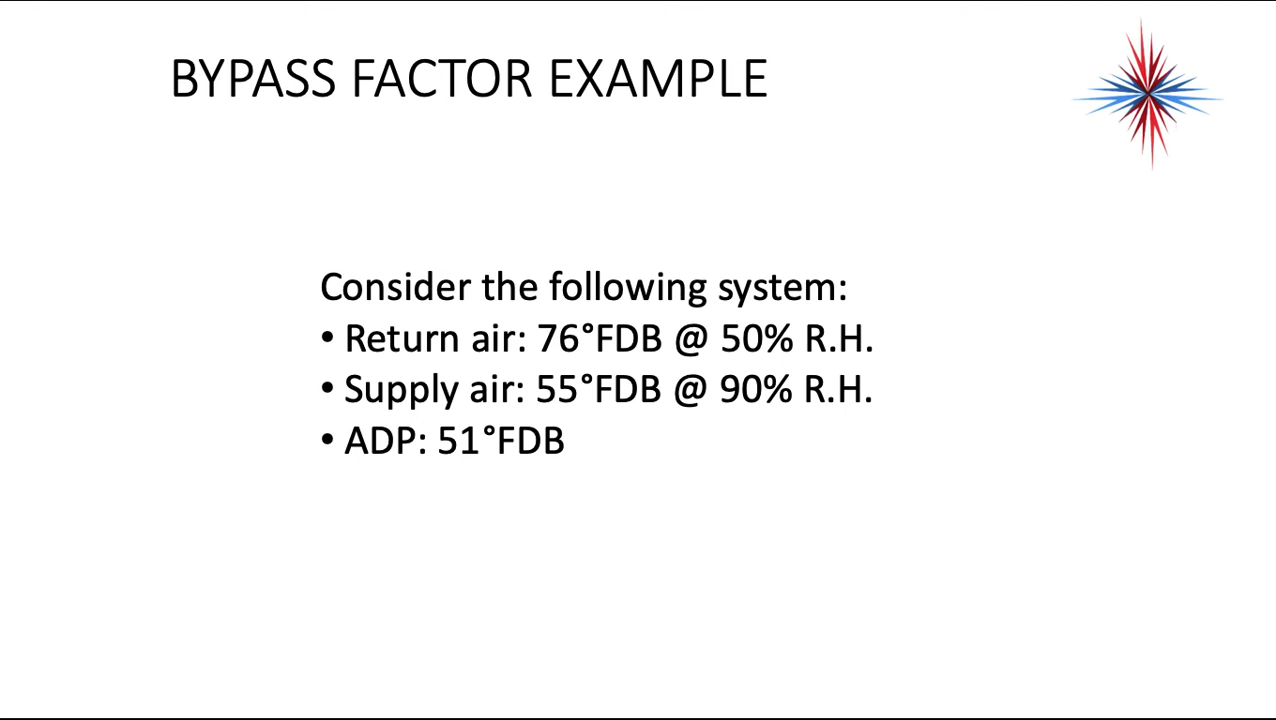 BYPASS FACTOR EXAMPLE
Consider the following system:
• Return air: 76°FDB @ 50% R.H.
• Supply air: 55°FDB @ 90% R.H.
• ADP: 51°FDB